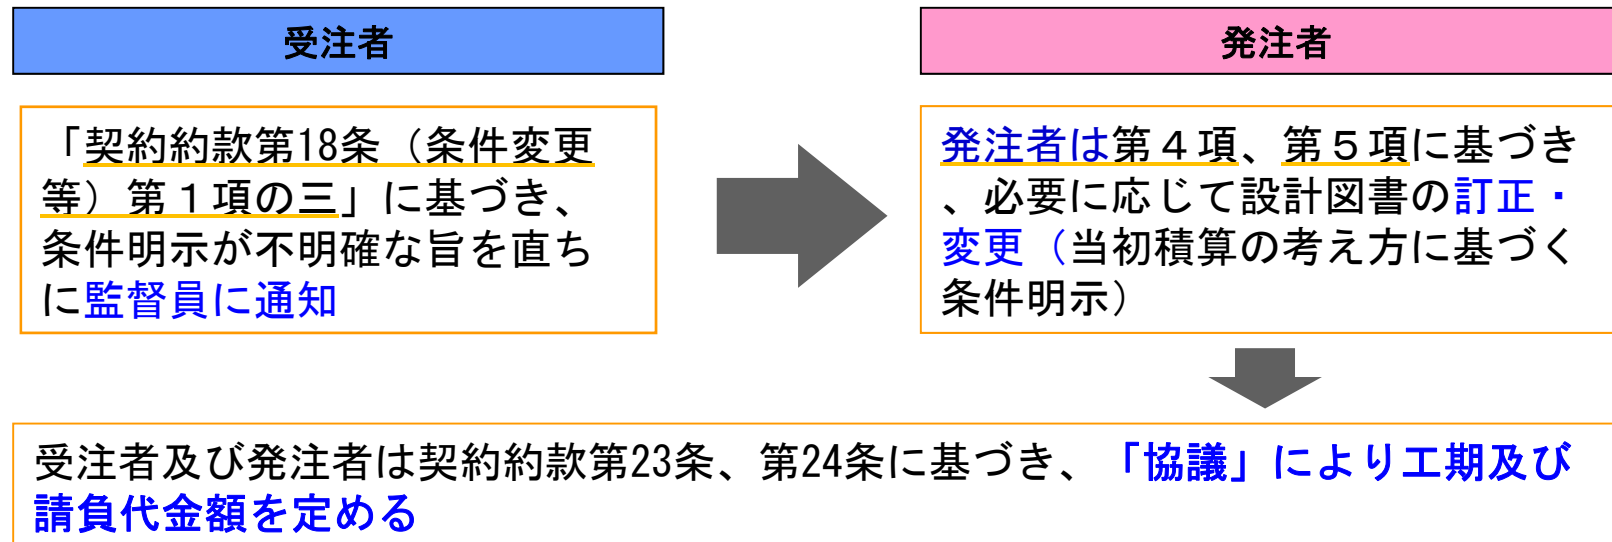 受注者
発注者
「契約約款第18条（条件変更
等）第１項の三」に基づき、
条件明示が不明確な旨を直ち
に監督員に通知
発注者は第４項、第５項に基づき
、必要に応じて設計図書の訂正・
変更（当初積算の考え方に基づく
条件明示）
受注者及び発注者は契約約款第23条、第24条に基づき、「協議」により工期及び
請負代金額を定める